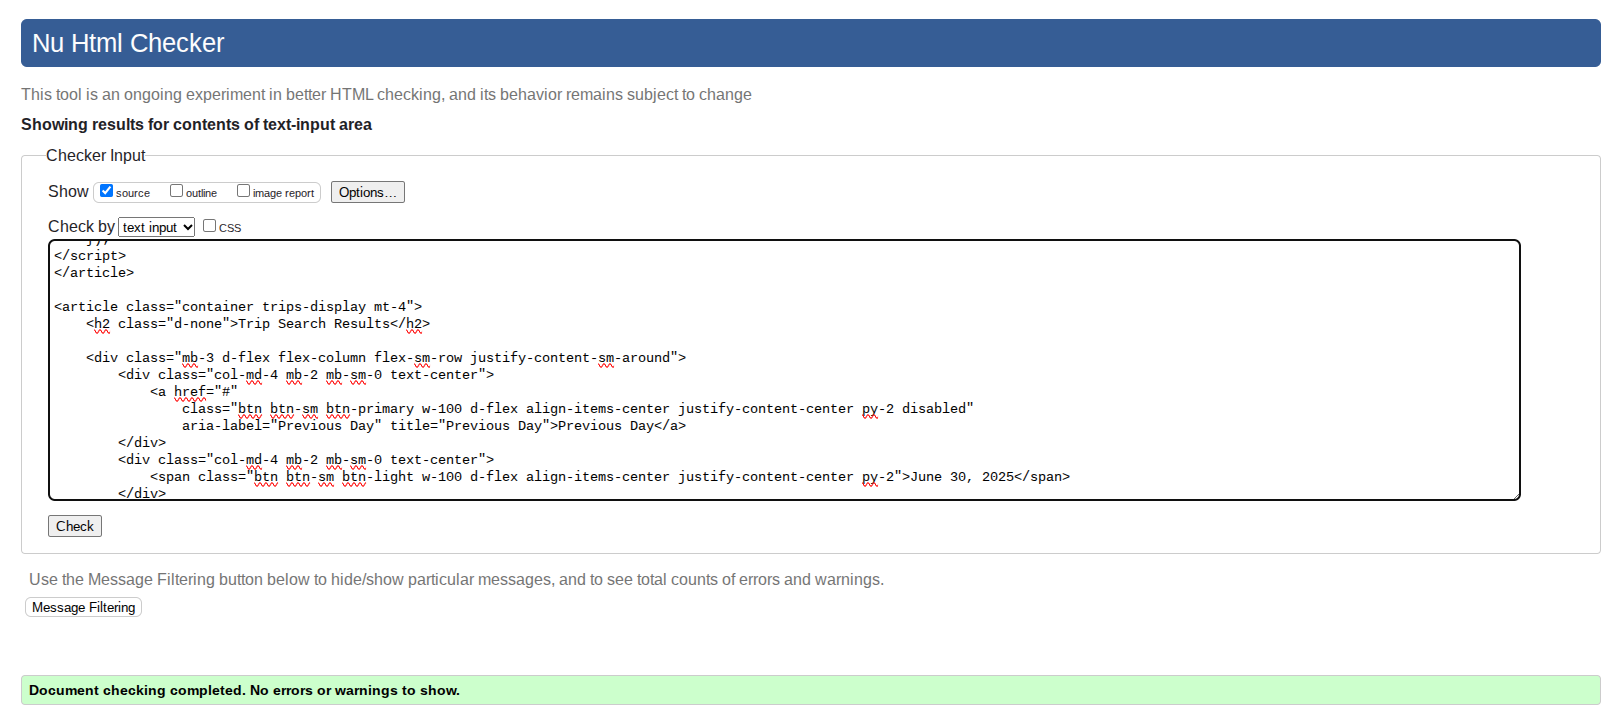 Nu Html Checker
This tool is an ongoing experiment in better HTML checking, and its behavior remains subject to change
Showing results for contents of text-input area
Checker Input
Show source outline image report Options...
Check by text input CSS
</script>
</article>
<article class="container trips-display mt-4">
<h2 class="d-none">Trip Search Results</h2>
<div class="mb-3 d-flex flex-column flex-sm-row justify-content-sm-around">
<div class="col-md-4 mb-2 mb-sm-0 text-center">
<a href="#"
class="btn btn-sm btn-primary w-100 d-flex align-items-center justify-content-center py-2 disabled"
aria-label="Previous Day" title="Previous Day">Previous Day</a>
</div>
<div class="col-md-4 mb-2 mb-sm-0 text-center">
<span class="btn btn-sm btn-light w-100 d-flex align-items-center justify-content-center py-2">June 30, 2025</span>
</div>
Check
Use the Message Filtering button below to hide/show particular messages, and to see total counts of errors and warnings.
Message Filtering
Document checking completed. No errors or warnings to show.